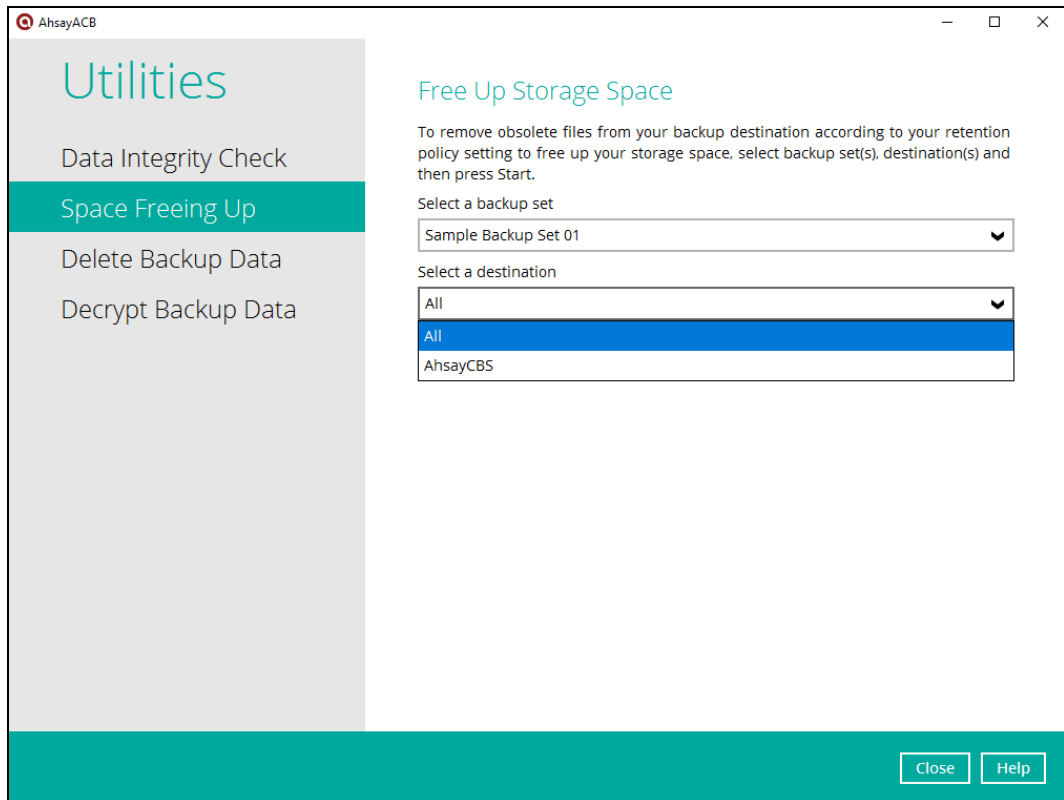 AhsayACB
Utilities
Data Integrity Check
Space Freeing Up
Delete Backup Data
Decrypt Backup Data
Free Up Storage Space
To remove obsolete files from your backup destination according to your retention
policy setting to free up your storage space, select backup set(s), destination(s) and
then press Start.
Select a backup set
Sample Backup Set 01
Select a destination
All
All
AhsayCBS
Close
Help